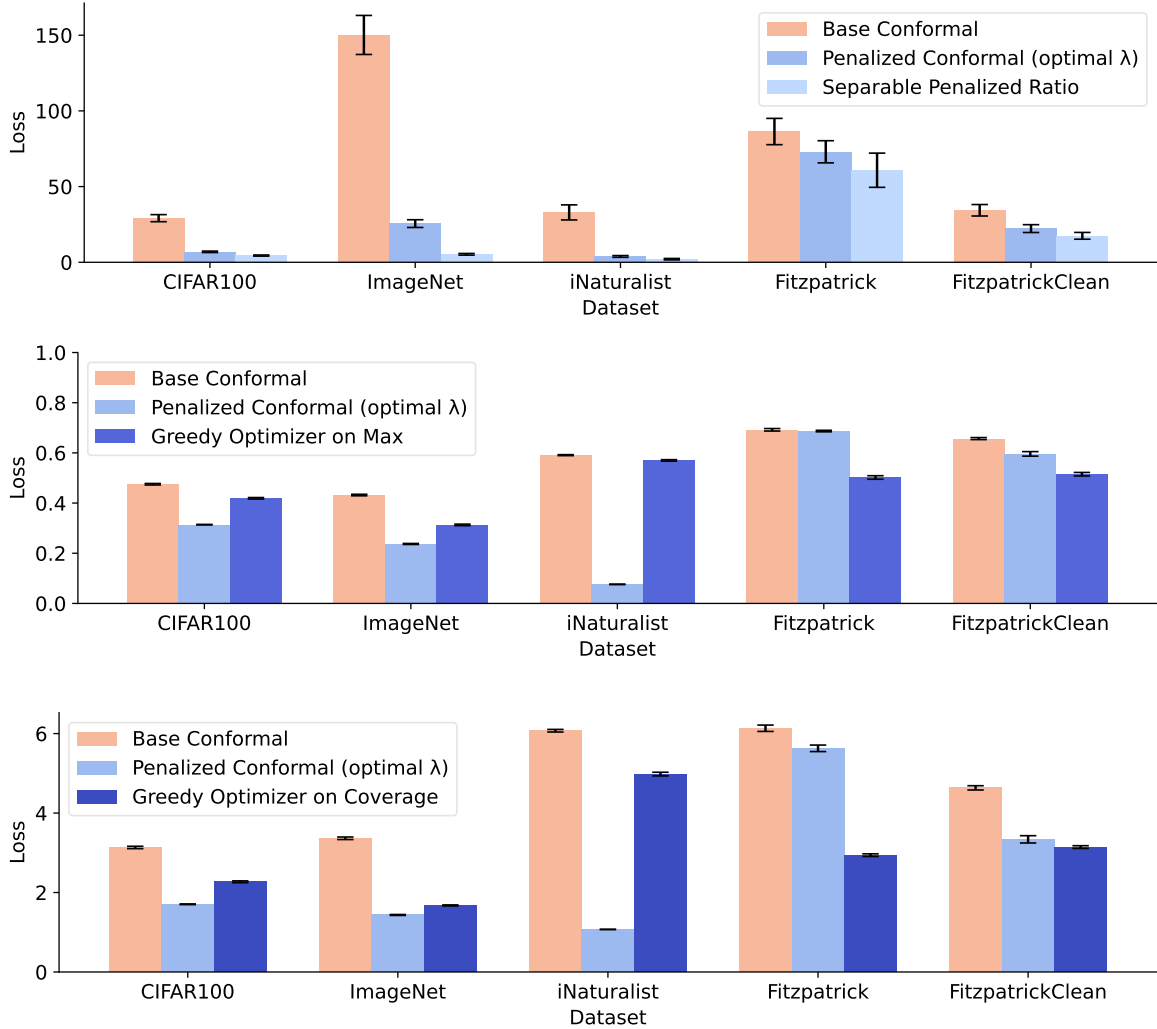 150
100
50
0
Loss
Base Conformal
Penalized Conformal (optimal λ)
Separable Penalized Ratio
CIFAR100 ImageNet iNaturalist Fitzpatrick FitzpatrickClean
Dataset
1.0
0.8
0.6
0.4
0.2
0.0
Loss
Base Conformal
Penalized Conformal (optimal λ)
Greedy Optimizer on Max
CIFAR100 ImageNet iNaturalist Fitzpatrick FitzpatrickClean
Dataset
6
4
2
0
Loss
Base Conformal
Penalized Conformal (optimal λ)
Greedy Optimizer on Coverage
CIFAR100 ImageNet iNaturalist Fitzpatrick FitzpatrickClean
Dataset